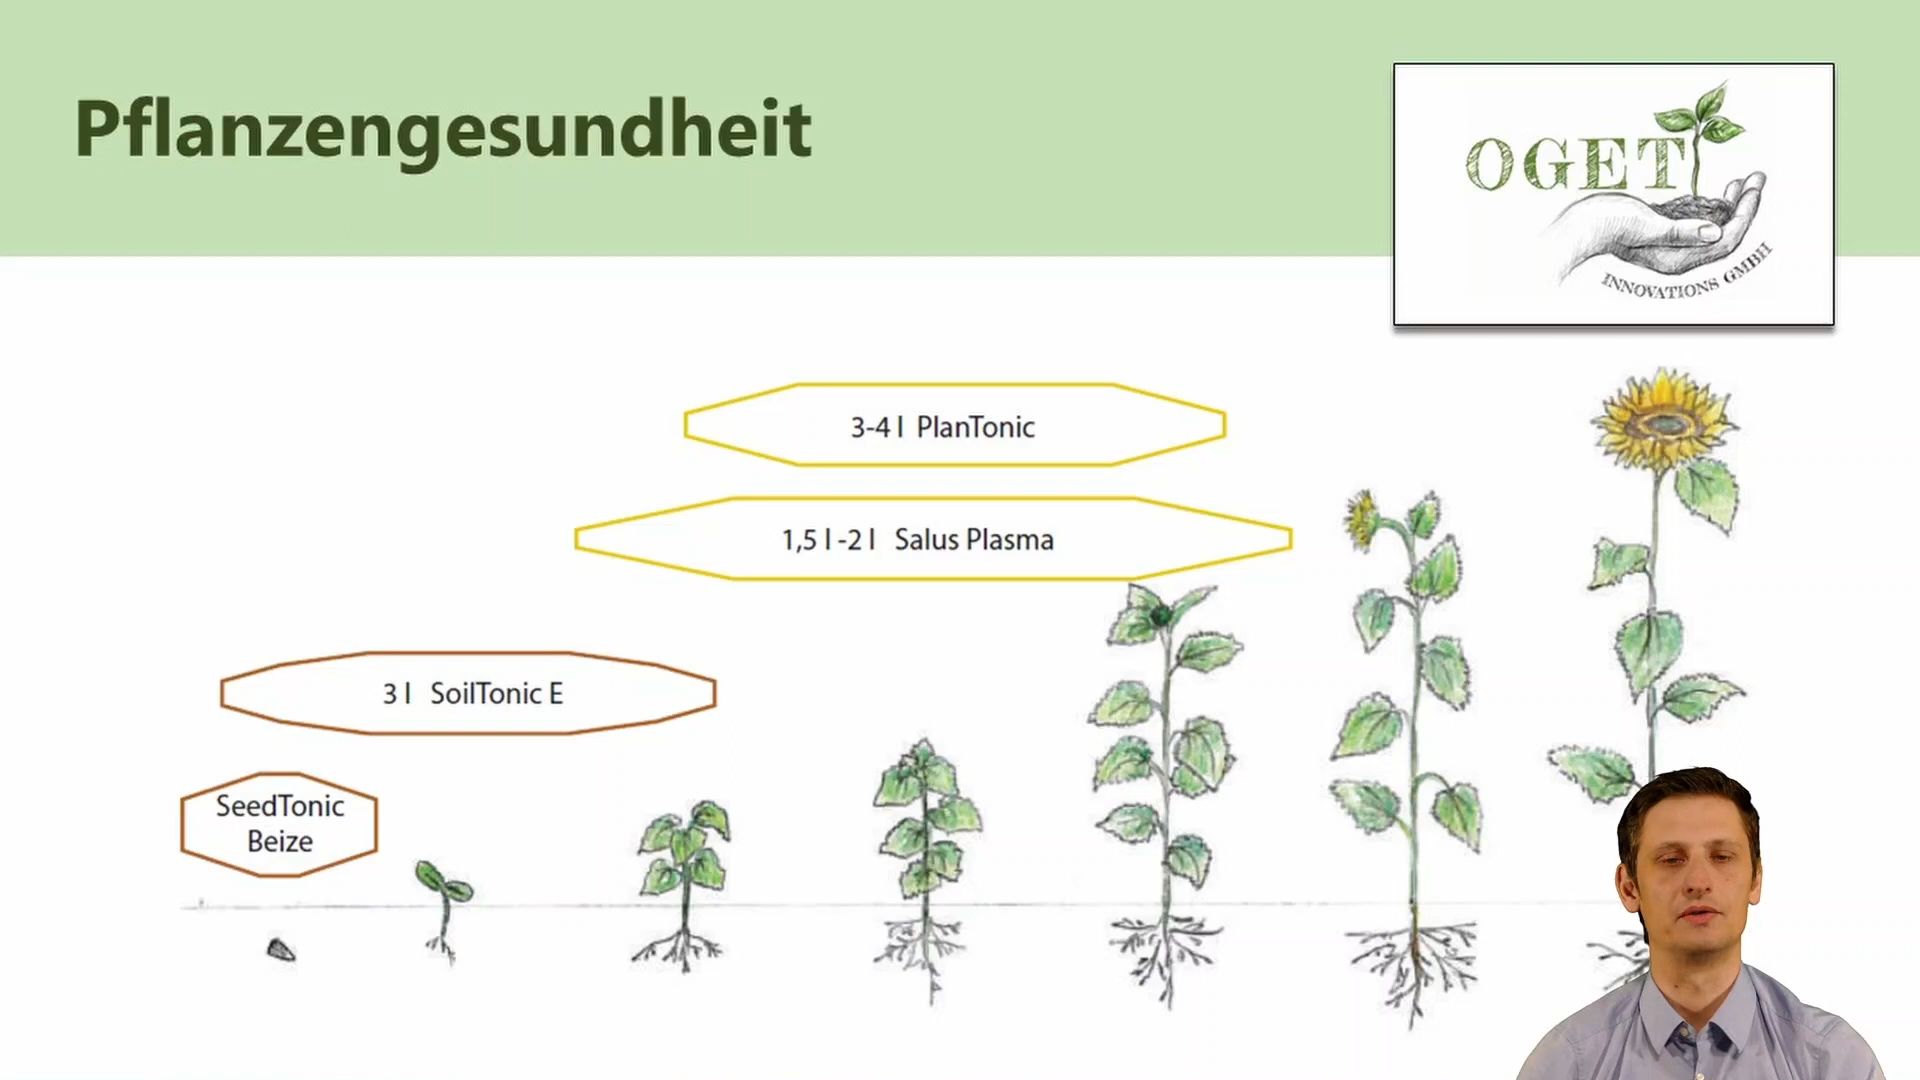 Pflanzengesundheit
OGET
INNOVATIONS GMBH
3-4 l PlanTonic
1,5 l -2 l Salus Plasma
3 l SoilTonic E
SeedTonic
Beize